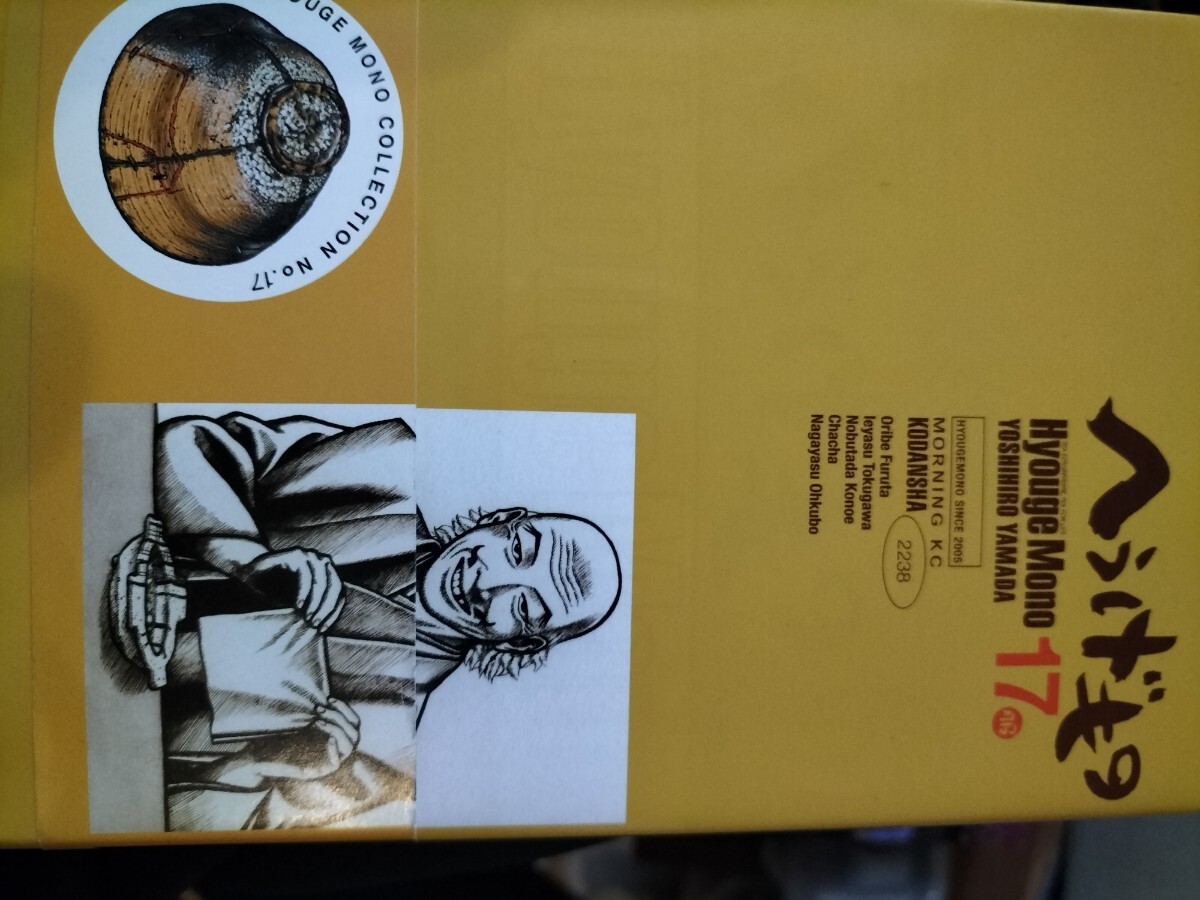 へうげもの
Hyouge Mono
17
YOSHIHIRO YAMADA
HYOUGEMONO SINCE 2005
MORNING KC
KODANSHA
2238
Oribe Furuta
Ieyasu Tokugawa
Nobutada Konoe
Chacha
Nagayasu Ohkubo
OUGE MONO COLLECTION No.17